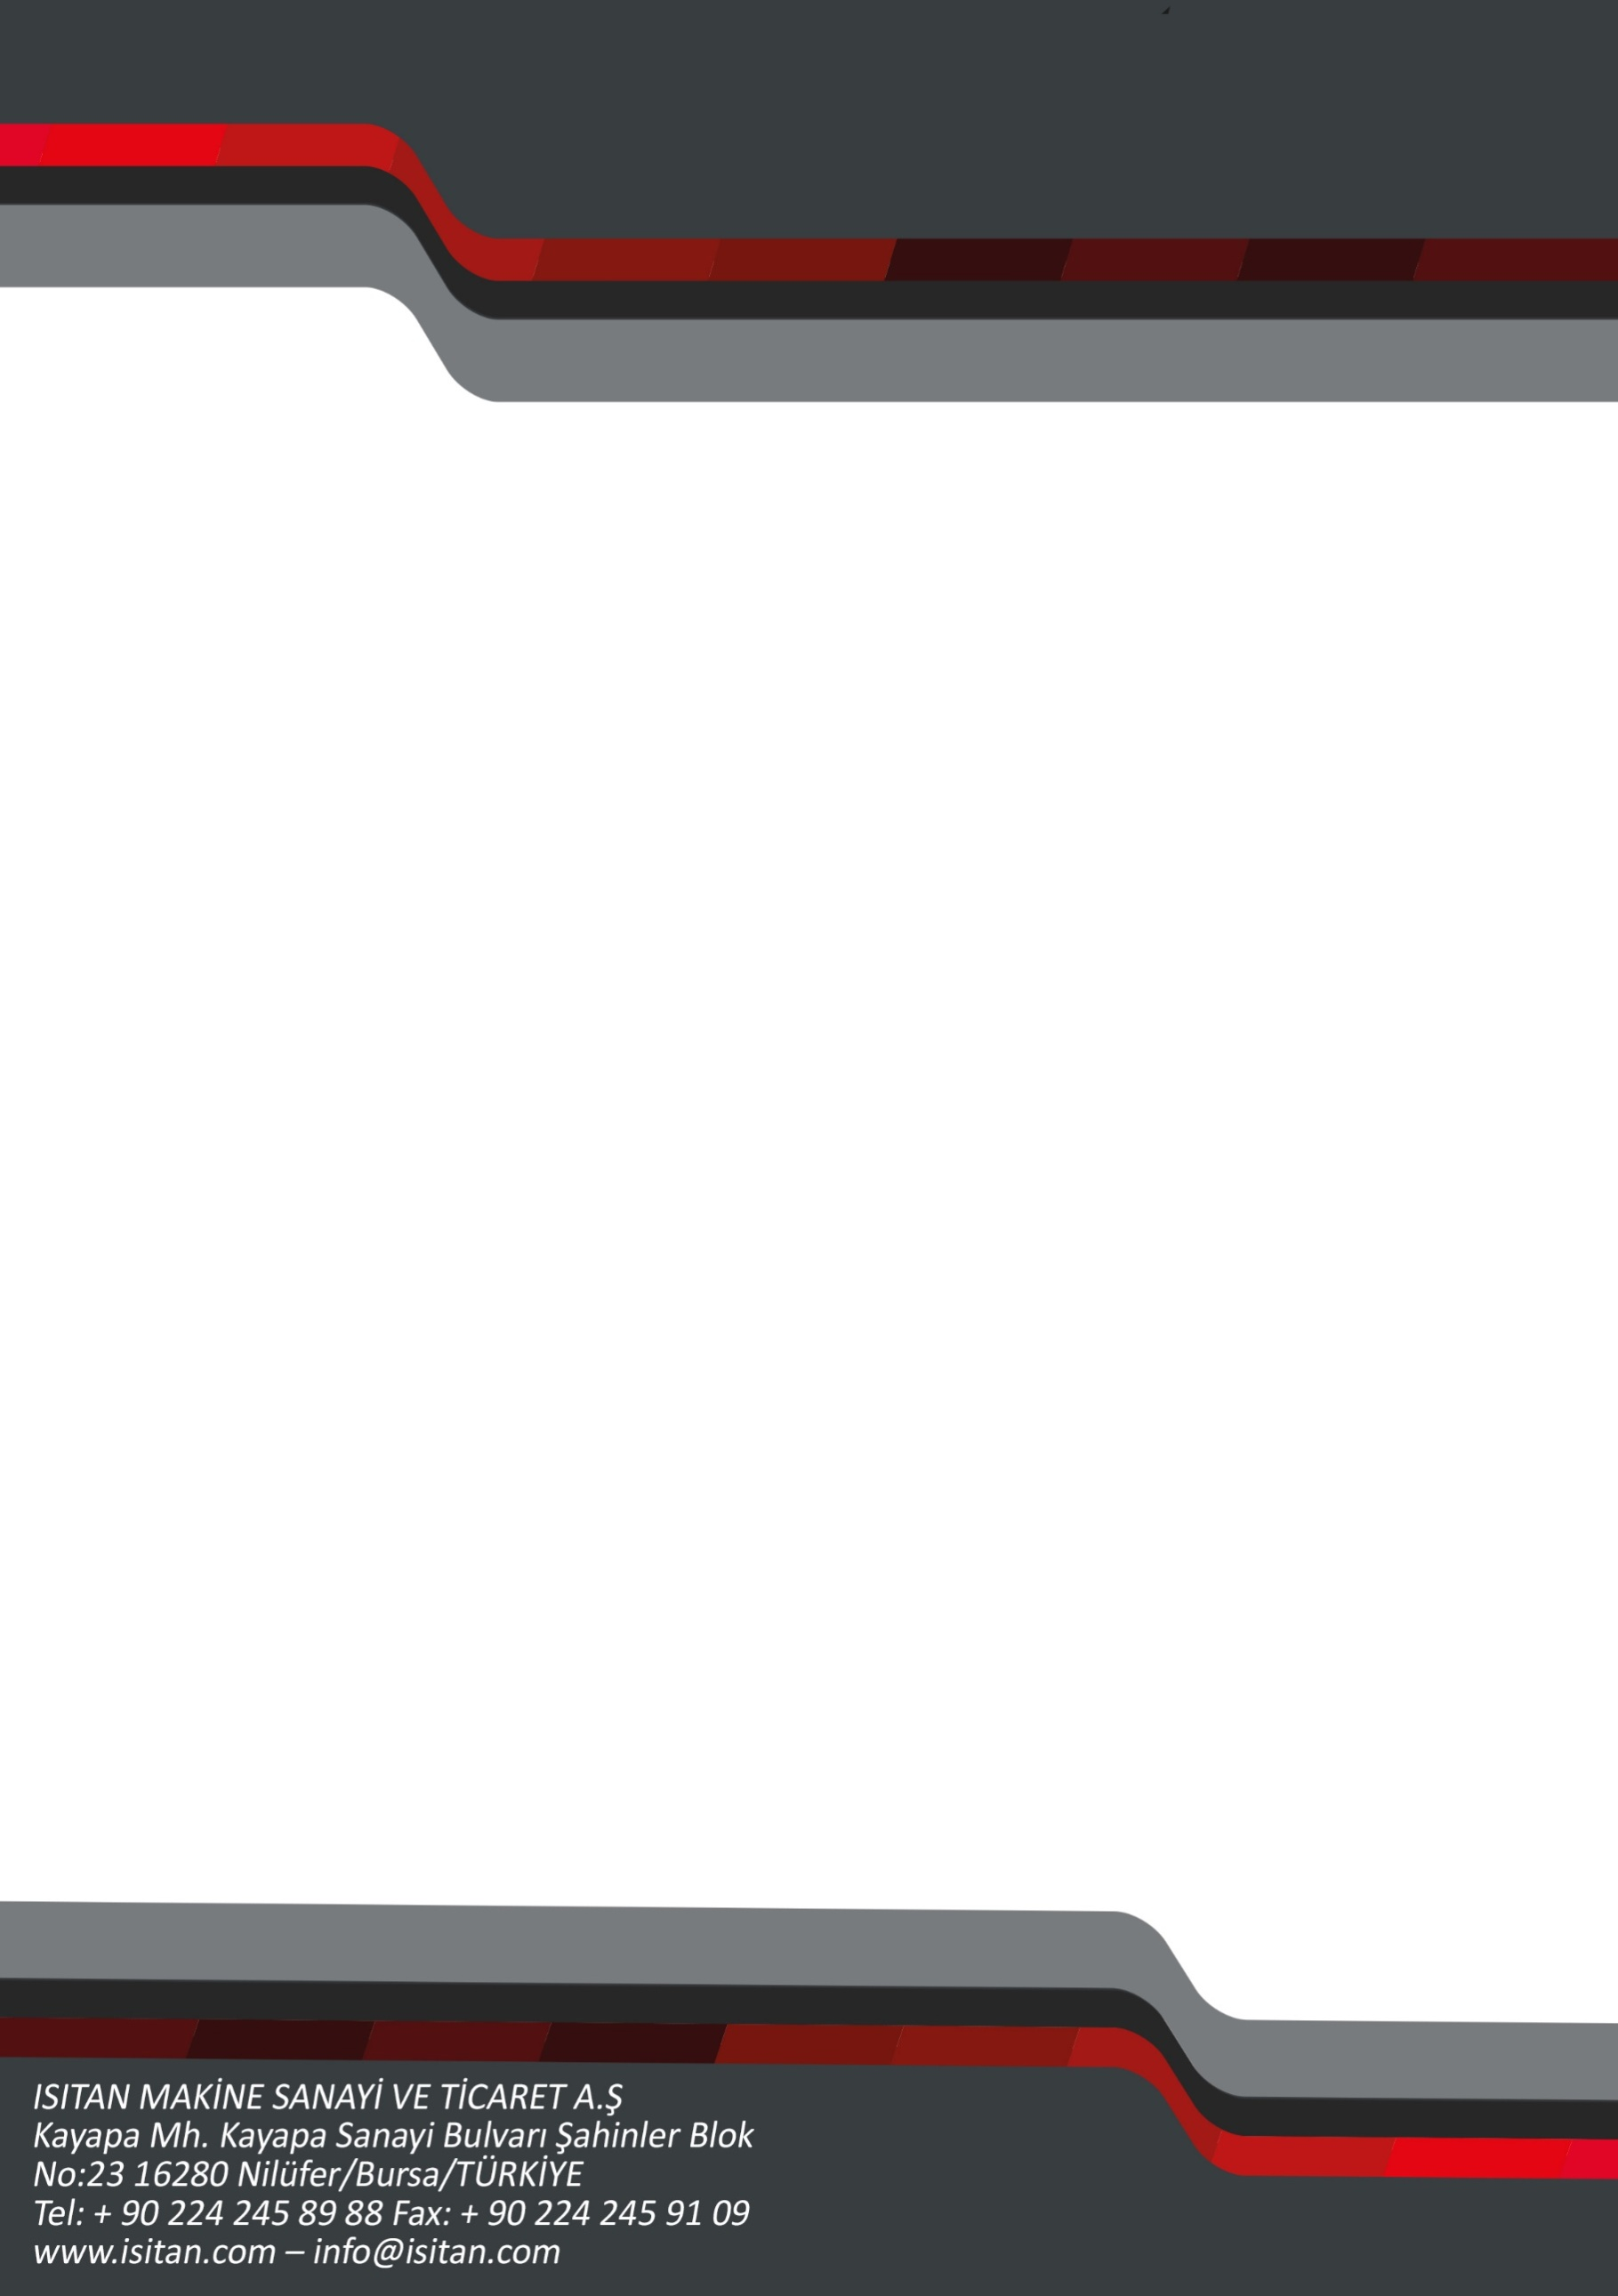 ISITAN MAKİNE SANAYİ VE TİCARET A.Ş
Kayapa Mh. Kayapa Sanayi Bulvarı Şahinler Blok
No:23 16280 Nilüfer/Bursa/TÜRKİYE
Tel: + 90 224 245 89 88 Fax: + 90 224 245 91 09
www.isitan.com – info@isitan.com